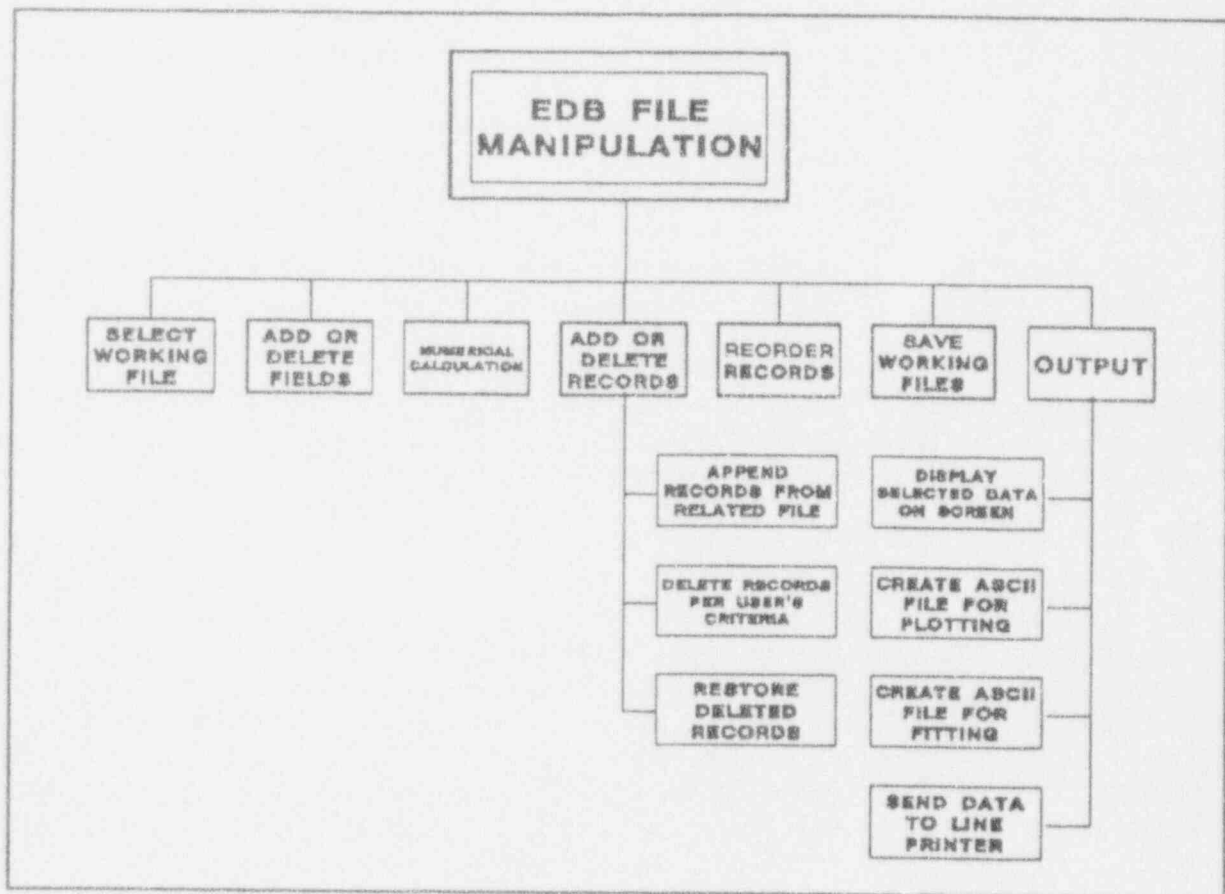 EDB FILE
MANIPULATION
SELECT
WORKING
FILE
ADD OR
DELETE
FIELDS
NUMERICAL
CALCULATION
ADD OR
DELETE
RECORDS
REORDER
RECORDS
SAVE
WORKING
FILES
OUTPUT
APPEND
RECORDS FROM
RELATED FILE
DELETE RECORDS
PER USER'S
CRITERIA
RESTORE
DELETED
RECORDS
DISPLAY
SELECTED DATA
ON SCREEN
CREATE ASCII
FILE FOR
PLOTTING
CREATE ASCII
FILE FOR
FITTING
SEND DATA
TO LINE
PRINTER